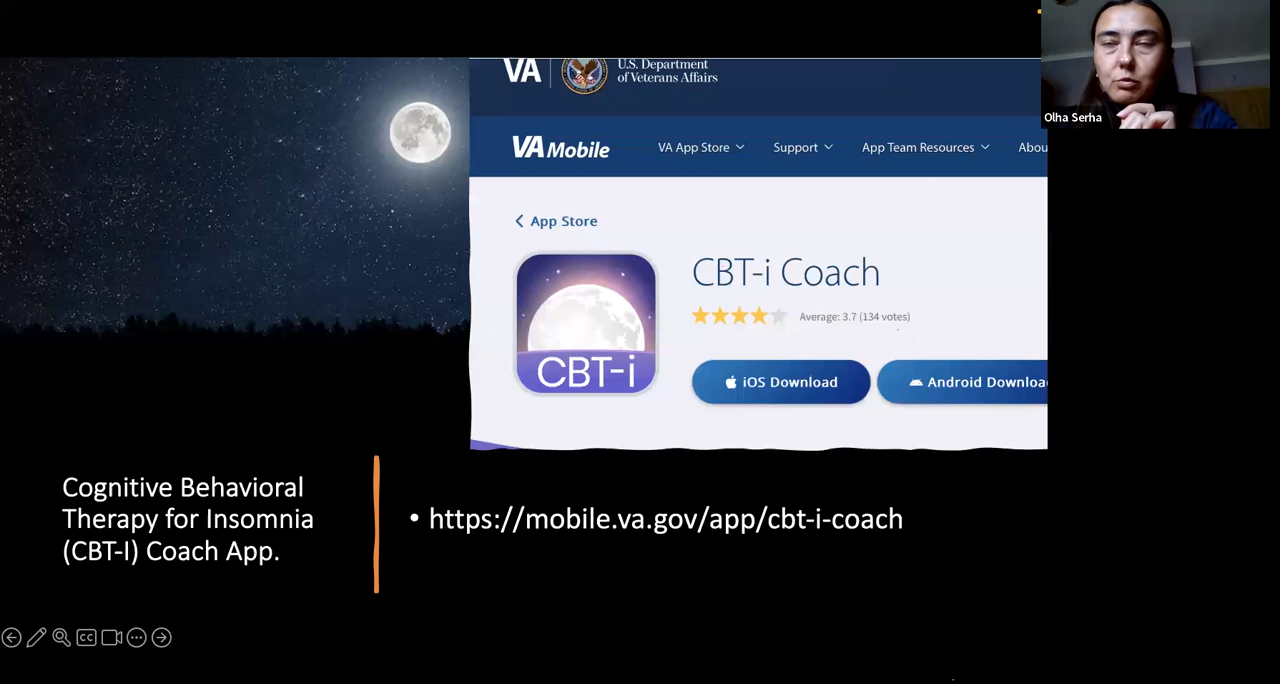 VA
U.S. Department
of Veterans Affairs
Olha Serha
VA Mobile
VA App Store
Support
App Team Resources
Abou
App Store
CBT-i
CBT-i Coach
Average: 3.7 (134 votes)
iOS Download
Android Downloa
Cognitive Behavioral
Therapy for Insomnia
(CBT-I) Coach App.
• https://mobile.va.gov/app/cbt-i-coach
CC